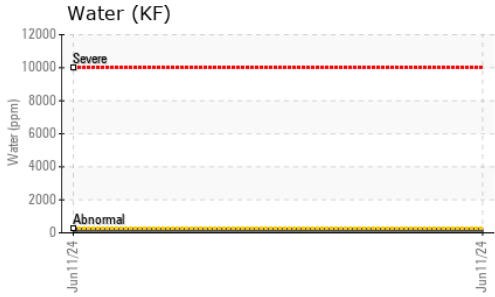 Water (KF)
12000
Severe
10000
8000
6000
4000
2000
Abnormal
0
Water (ppm)
Jun11/24
Jun11/24